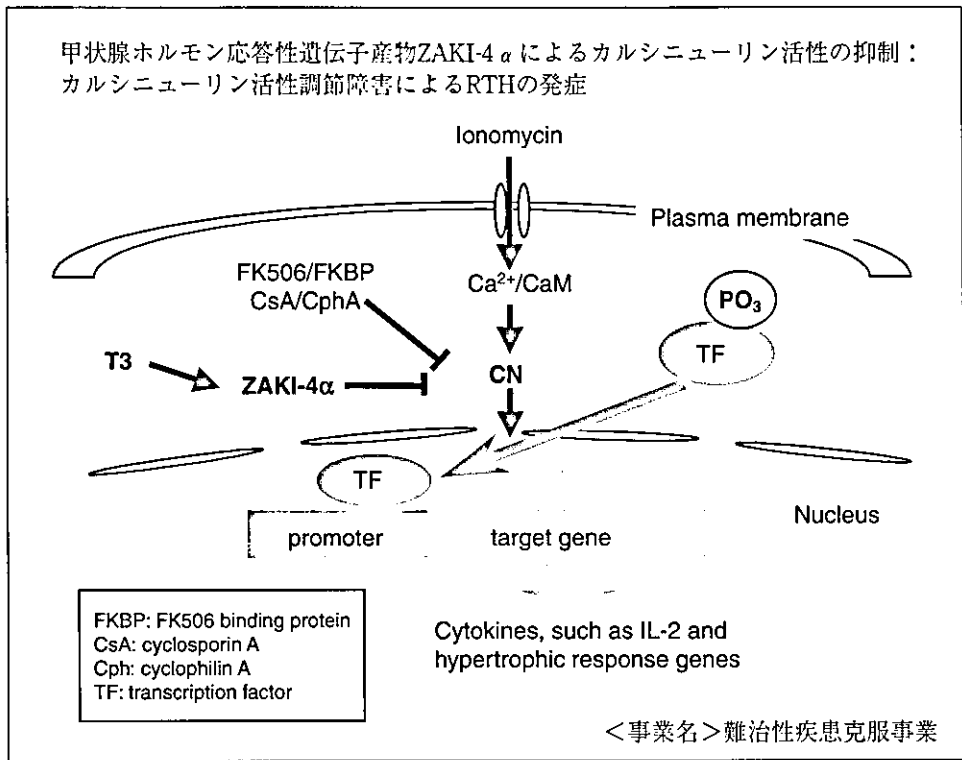 甲状腺ホルモン応答性遺伝子産物ZAKI-4αによるカルシニューリン活性の抑制：
カルシニューリン活性調節障害によるRTHの発症
Ionomycin
Plasma membrane
FK506/FKBP
CsA/CphA
Ca²⁺/CaM
PO₃
TF
T3
ZAKI-4α
CN
TF
Nucleus
promoter
target gene
FKBP: FK506 binding protein
CsA: cyclosporin A
Cph: cyclophilin A
TF: transcription factor
Cytokines, such as IL-2 and
hypertrophic response genes
＜事業名＞難治性疾患克服事業